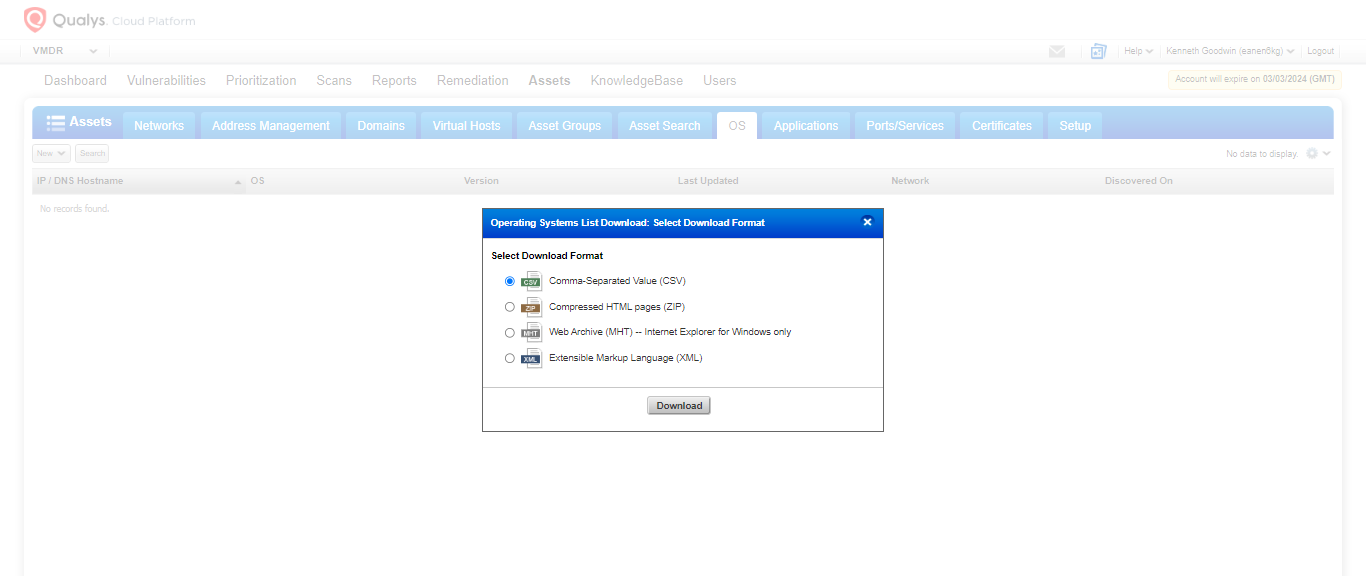 Qualys. Cloud Platform
VMDR
Help
Kenneth Goodwin (eanen6kg)
Logout
Dashboard Vulnerabilities Prioritization Scans Reports Remediation Assets KnowledgeBase Users
Account will expire on 03/03/2024 (GMT)
Assets Networks Address Management Domains Virtual Hosts Asset Groups Asset Search OS Applications Ports/Services Certificates Setup
New Search No data to display.
IP / DNS Hostname OS Version Last Updated Network Discovered On
No records found.
Operating Systems List Download: Select Download Format
Select Download Format
CSV Comma-Separated Value (CSV)
ZIP Compressed HTML pages (ZIP)
MHT Web Archive (MHT) -- Internet Explorer for Windows only
XML Extensible Markup Language (XML)
Download